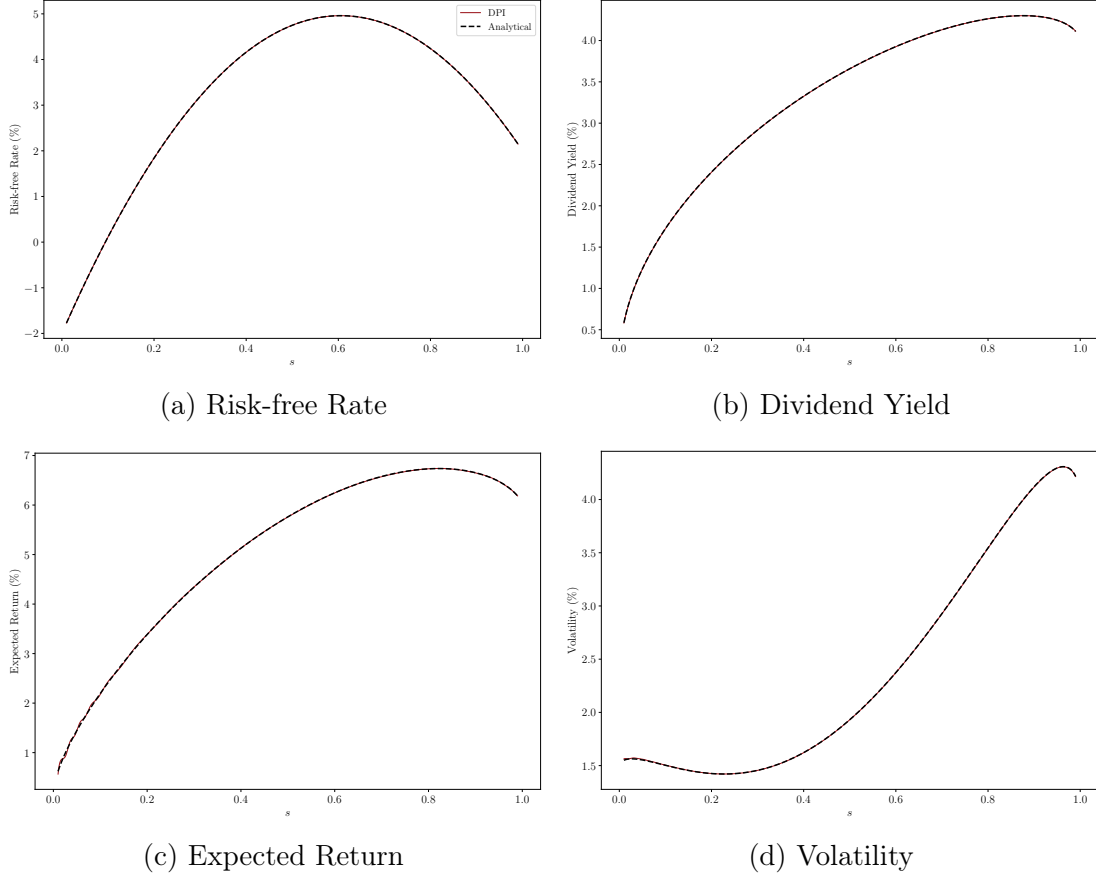 DPI
Analytical
Risk-free Rate (%)
5
4
3
2
1
0
−1
−2
0.0 0.2 0.4 0.6 0.8 1.0
s
(a) Risk-free Rate
Dividend Yield (%)
4.0
3.5
3.0
2.5
2.0
1.5
1.0
0.5
0.0 0.2 0.4 0.6 0.8 1.0
s
(b) Dividend Yield
Expected Return (%)
7
6
5
4
3
2
1
0.0 0.2 0.4 0.6 0.8 1.0
s
(c) Expected Return
Volatility (%)
4.0
3.5
3.0
2.5
2.0
1.5
0.0 0.2 0.4 0.6 0.8 1.0
s
(d) Volatility